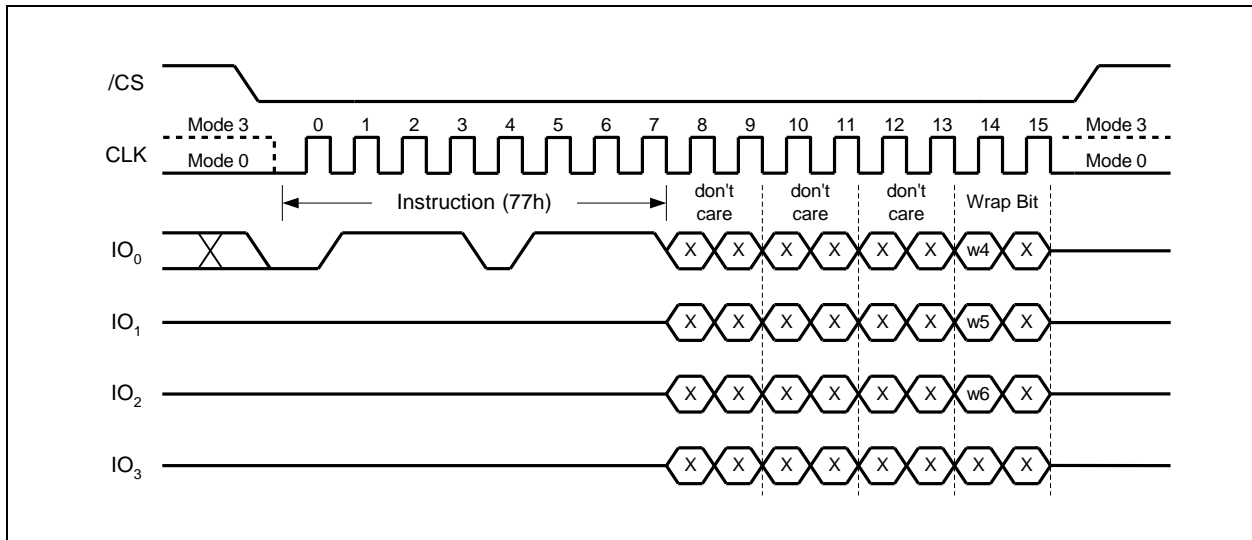 /CS
Mode 3 0 1 2 3 4 5 6 7 8 9 10 11 12 13 14 15 Mode 3
CLK
Mode 0 Mode 0
Instruction (77h) don't care don't care don't care Wrap Bit
IO0 X X X X X X w4 X
IO1 X X X X X X w5 X
IO2 X X X X X X w6 X
IO3 X X X X X X X X